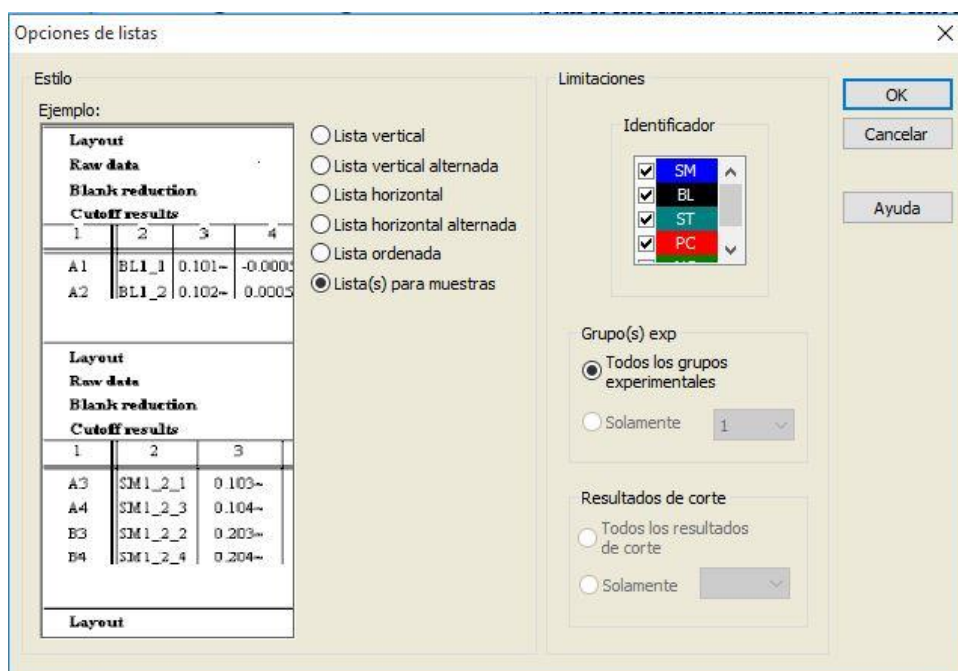 Opciones de listas
Estilo
Ejemplo:
Layout
Raw data
Blank reduction
Cutoff results
1 2 3 4
A1 BL1_1 0.101~ -0.0005
A2 BL1_2 0.102~ 0.0005
Layout
Raw data
Blank reduction
Cutoff results
1 2 3
A3 SM1_2_1 0.103~
A4 SM1_2_3 0.104~
B3 SM1_2_2 0.203~
B4 SM1_2_4 0.204~
Layout
Lista vertical
Lista vertical alternada
Lista horizontal
Lista horizontal alternada
Lista ordenada
Lista(s) para muestras
Limitaciones
Identificador
SM
BL
ST
PC
Grupo(s) exp
Todos los grupos
experimentales
Solamente 1
Resultados de corte
Todos los resultados
de corte
Solamente
OK
Cancelar
Ayuda